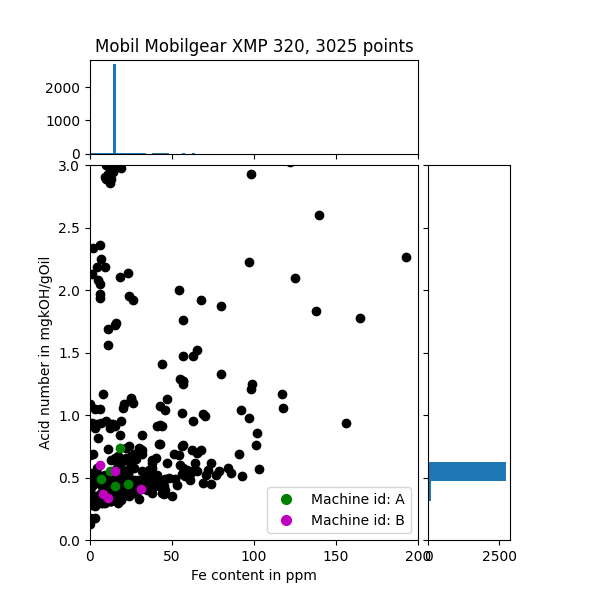 Mobil Mobilgear XMP 320, 3025 points
2000
1000
0
3.0
2.5
2.0
1.5
1.0
0.5
0.0
Acid number in mgkOH/gOil
Machine id: A
Machine id: B
0 50 100 150 200
0 2500
Fe content in ppm